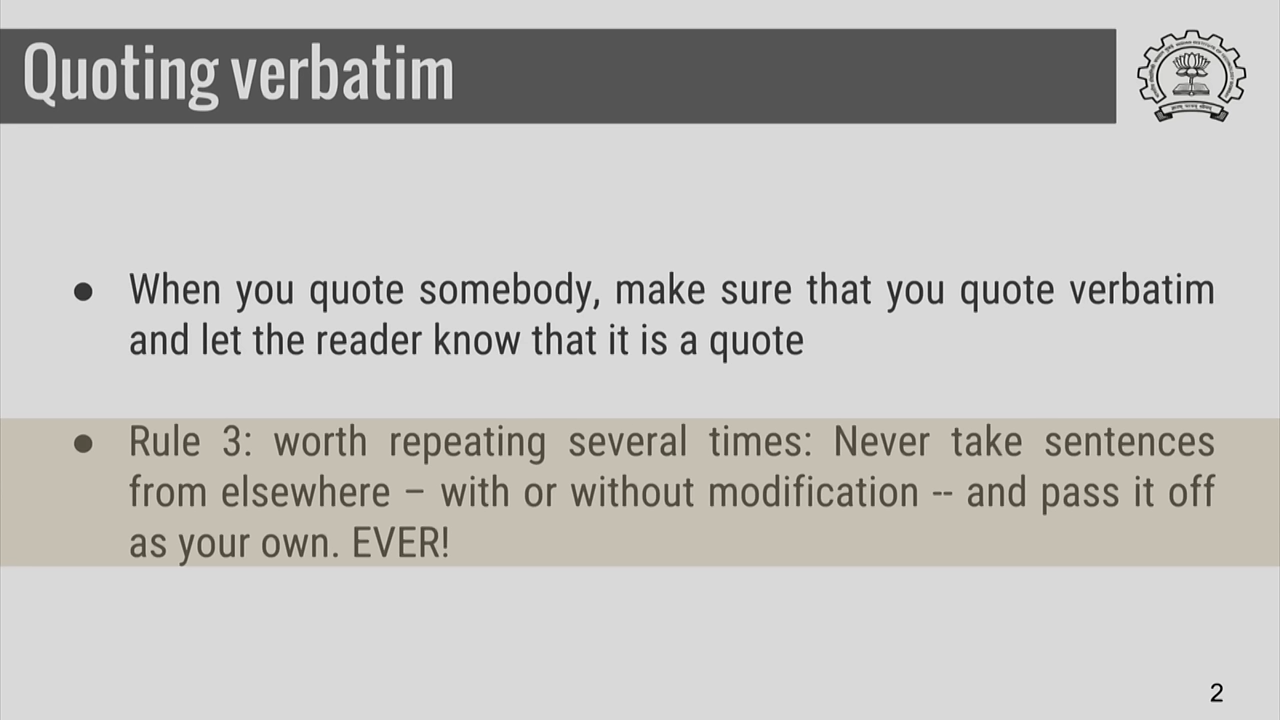 Quoting verbatim
● When you quote somebody, make sure that you quote verbatim
and let the reader know that it is a quote
● Rule 3: worth repeating several times: Never take sentences
from elsewhere – with or without modification -- and pass it off
as your own. EVER!
2